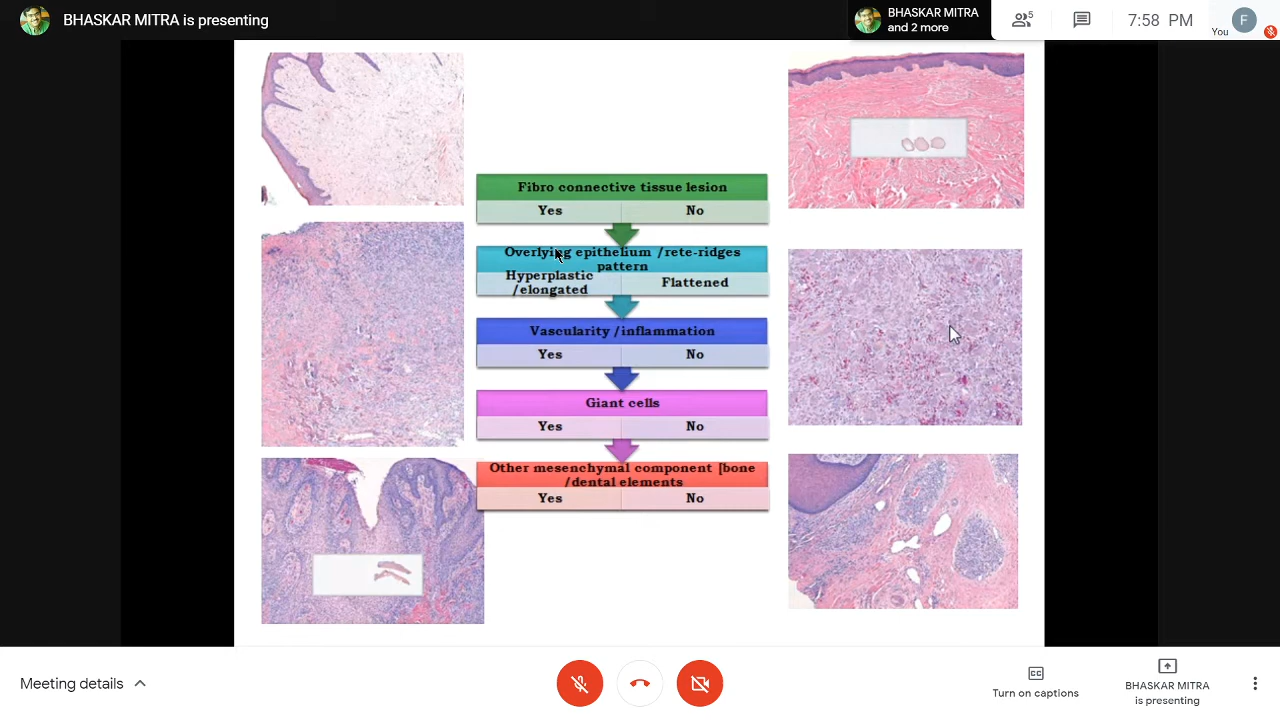 BHASKAR MITRA is presenting
BHASKAR MITRA
and 2 more
5
7:58 PM
You
F
Fibro connective tissue lesion
Yes No
Overlying epithelium /rete-ridges
pattern
Hyperplastic
/elongated
Flattened
Vascularity /inflammation
Yes No
Giant cells
Yes No
Other mesenchymal component [bone
/dental elements
Yes No
Meeting details
CC
Turn on captions
BHASKAR MITRA
is presenting